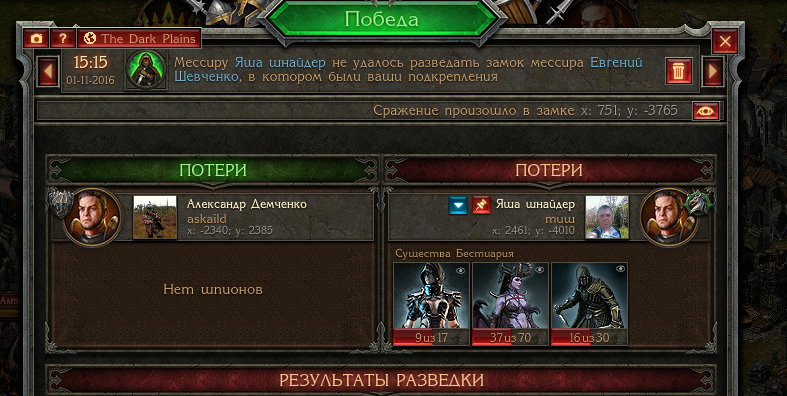 Победа
? The Dark Plains
15:15
01-11-2016
Мессиру Яша шнайдер не удалось разведать замок мессира Евгений
Шевченко, в котором были ваши подкрепления
Сражение произошло в замке x: 751; y: -3765
ПОТЕРИ
ПОТЕРИ
Александр Демченко
askaild
x: -2340; y: 2385
Яша шнайдер
тиш
x: 2461; y: -4010
Нет шпионов
Существа Бестиария
9 из 17
37 из 70
16 из 30
РЕЗУЛЬТАТЫ РАЗВЕДКИ